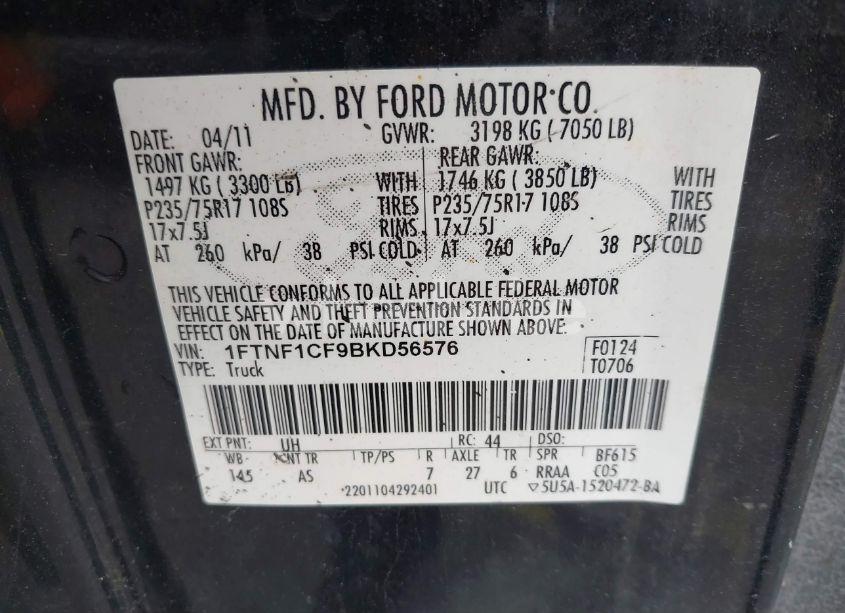 MFD. BY FORD MOTOR CO.
DATE: 04/11 GVWR: 3198 KG ( 7050 LB)
FRONT GAWR: REAR GAWR:
1497 KG ( 3300 LB) WITH 1746 KG ( 3850 LB) WITH
P235/75R17 108S TIRES P235/75R17 108S TIRES
17x7.5J RIMS 17x7.5J RIMS
AT 260 kPa/ 38 PSI COLD AT 260 kPa/ 38 PSI COLD
THIS VEHICLE CONFORMS TO ALL APPLICABLE FEDERAL MOTOR
VEHICLE SAFETY AND THEFT PREVENTION STANDARDS IN
EFFECT ON THE DATE OF MANUFACTURE SHOWN ABOVE.
VIN: 1FTNF1CF9BKD56576 F0124
TYPE: Truck T0706
EXT PNT: UH RC: 44 DSO:
WB INT TR TP/PS R AXLE TR SPR BF615
145 AS 7 27 6 RRAA C05
2201104292401 UTC ▽5U5A-1520472-BA